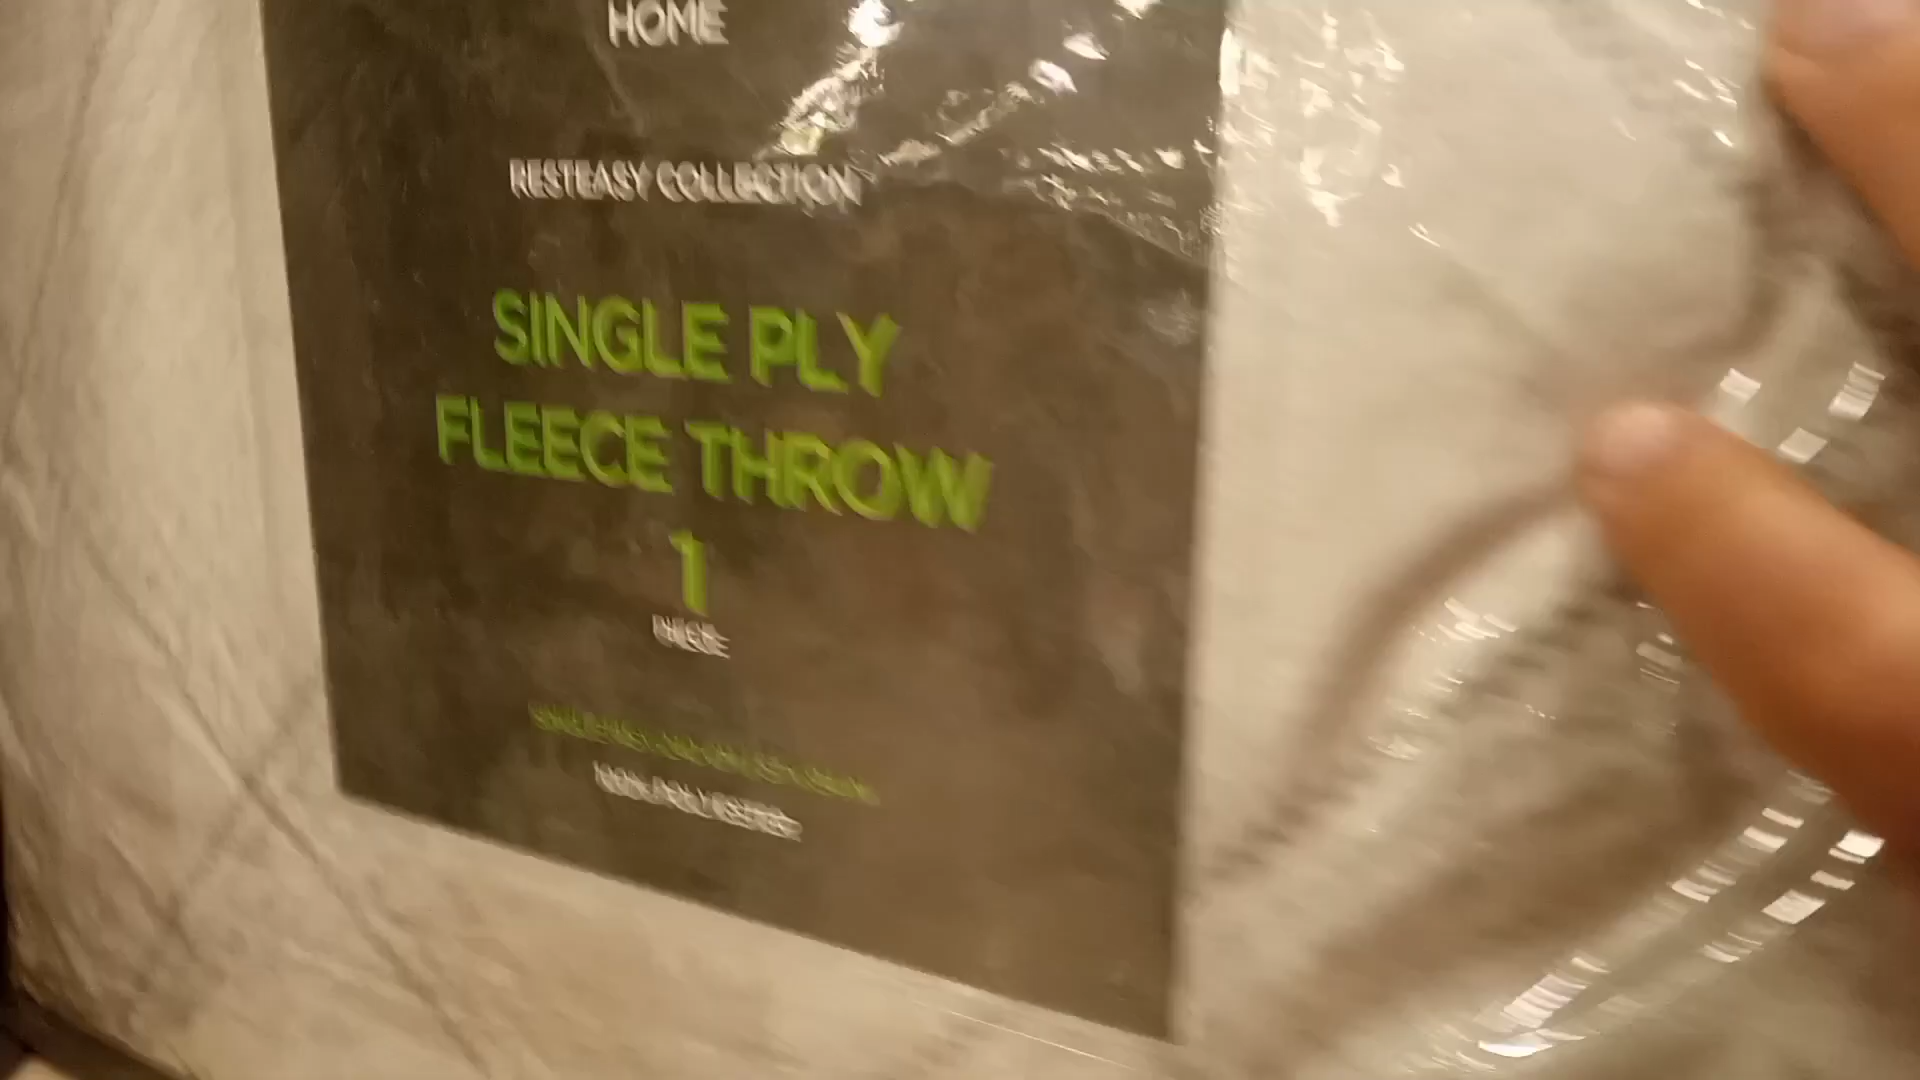 HOME
RESTEASY COLLECTION
SINGLE PLY
FLEECE THROW
1
PIECE
100% POLYESTER